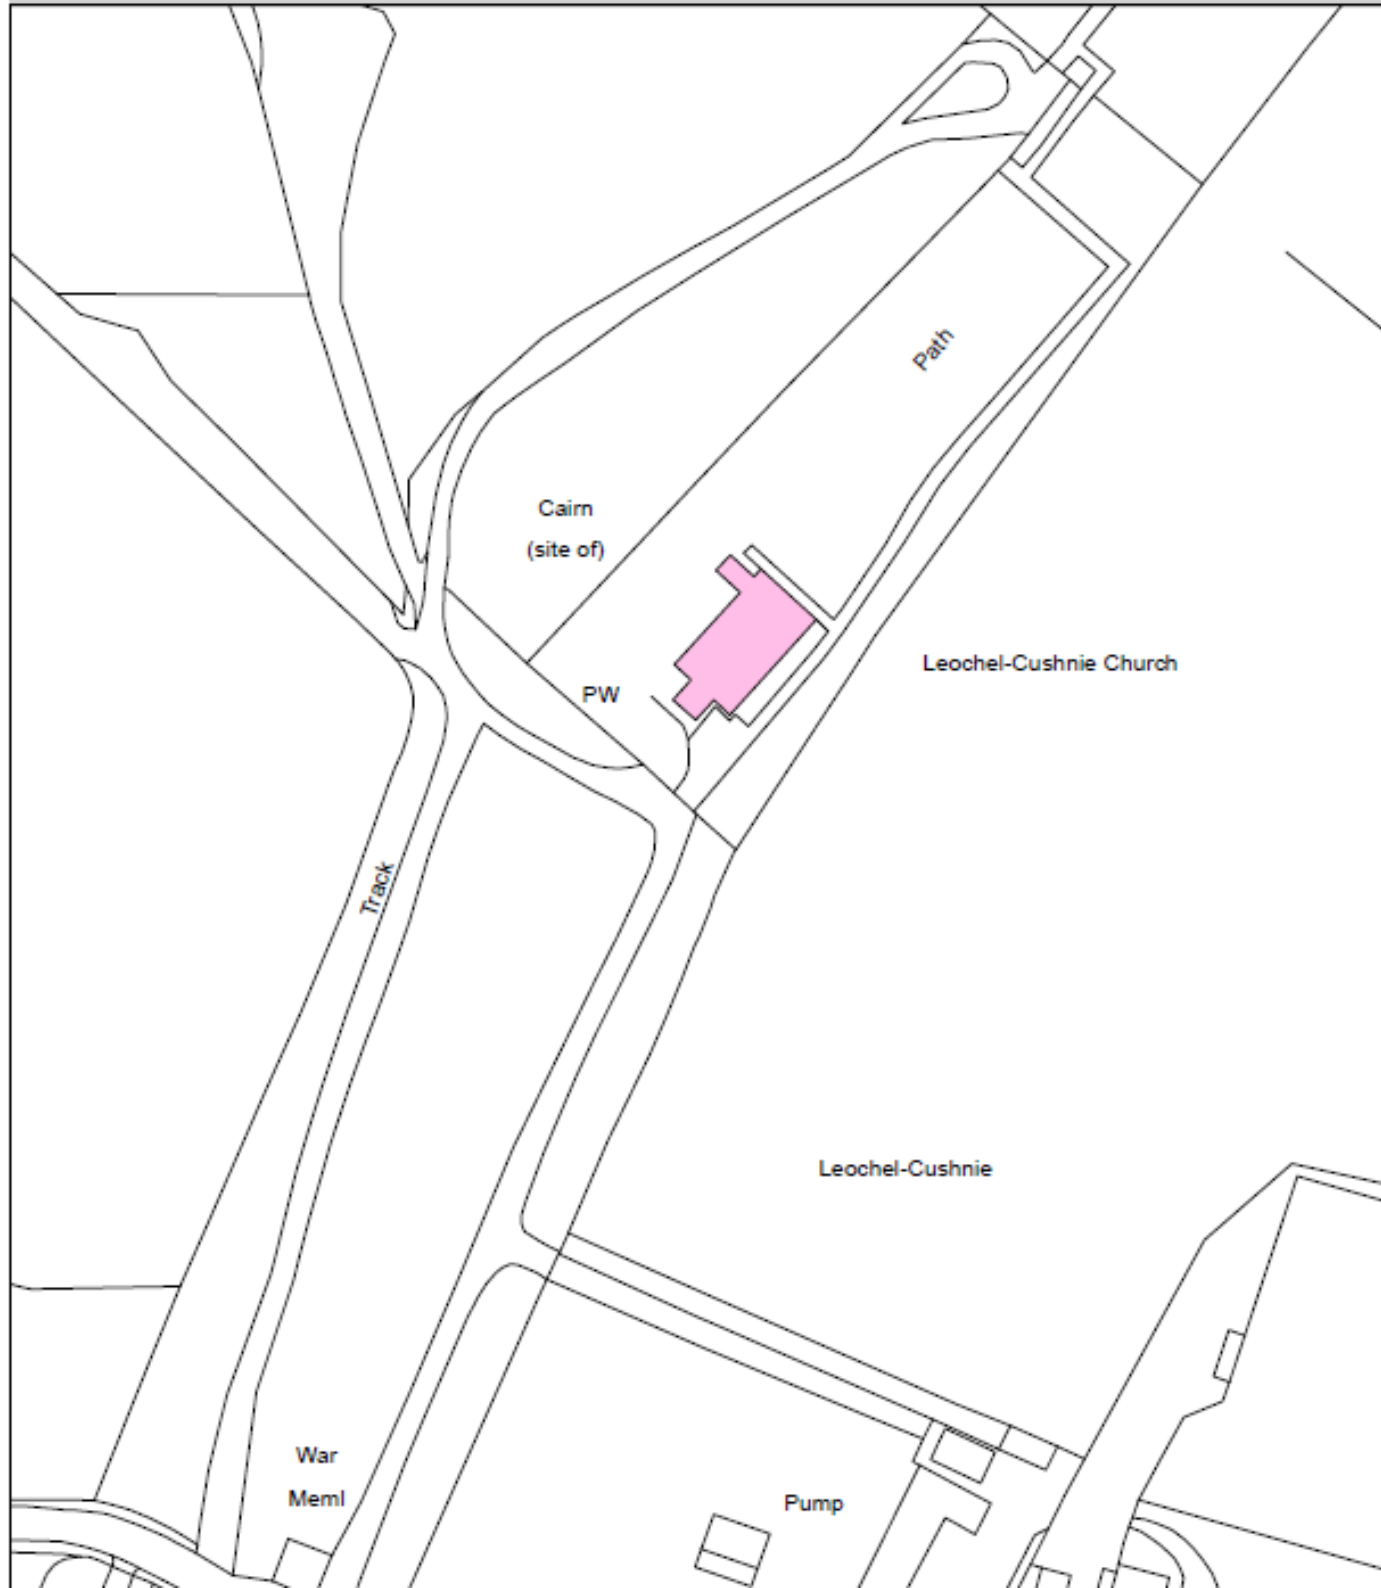 Path
Cairn
(site of)
Leochel-Cushnie Church
PW
Track
Leochel-Cushnie
War
Meml
Pump